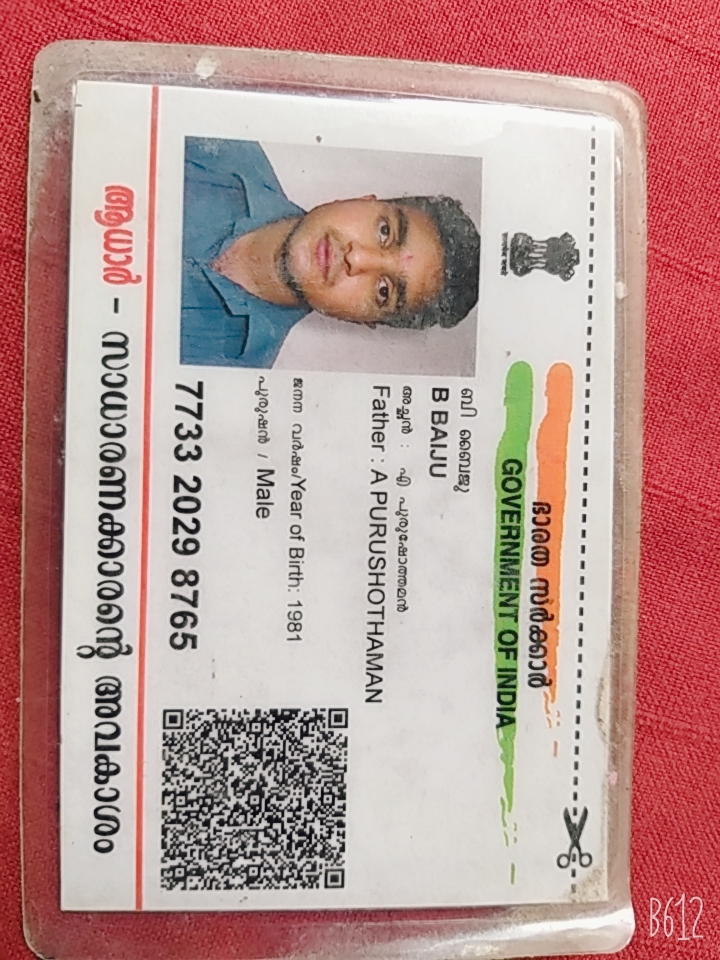 ഭാരത സർക്കാർ
GOVERNMENT OF INDIA
ബി ബൈജു
B BAIJU
അച്ഛൻ : എ പുരുഷോത്തമൻ
Father : A PURUSHOTHAMAN
ജനന വർഷം/Year of Birth: 1981
പുരുഷൻ / Male
7733 2029 8765
ആധാർ - സാധാരണക്കാരന്റെ അവകാശം
B612